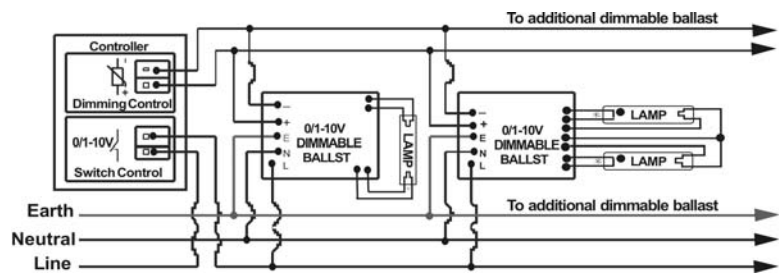 To additional dimmable ballast
Controller
Dimming Control
0/1-10V
Switch Control
−
+
E
N
L
0/1-10V
DIMMABLE
BALLST
LAMP
−
+
E
N
L
0/1-10V
DIMMABLE
BALLST
LAMP
LAMP
Earth
To additional dimmable ballast
Neutral
Line